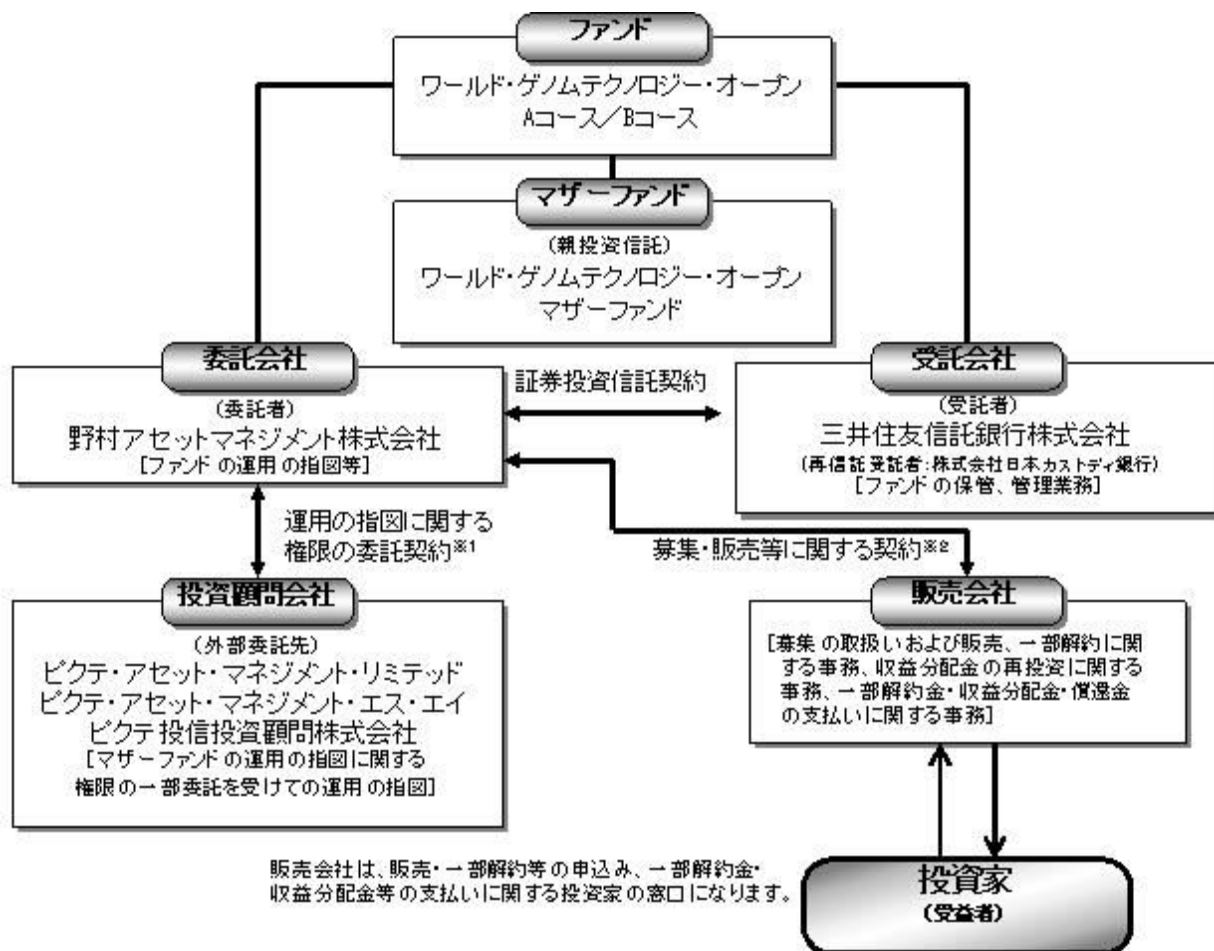 ファンド
ワールド・ゲノムテクノロジー・オープン
Aコース／Bコース
マザーファンド
(親投資信託)
ワールド・ゲノムテクノロジー・オープン
マザーファンド
委託会社
(委託者)
野村アセットマネジメント株式会社
[ファンドの運用の指図等]
証券投資信託契約
受託会社
(受託者)
三井住友信託銀行株式会社
(再信託受託者:株式会社日本カストディ銀行)
[ファンドの保管、管理業務]
運用の指図に関する
権限の委託契約※1
募集・販売等に関する契約※2
投資顧問会社
(外部委託先)
ピクテ・アセット・マネジメント・リミテッド
ピクテ・アセット・マネジメント・エス・エイ
ピクテ投信投資顧問株式会社
[マザーファンドの運用の指図に関する
権限の一部委託を受けての運用の指図]
販売会社
[募集の取扱いおよび販売、一部解約に関
する事務、収益分配金の再投資に関する
事務、一部解約金・収益分配金・償還金
の支払いに関する事務]
販売会社は、販売・一部解約等の申込み、一部解約金・
収益分配金等の支払いに関する投資家の窓口になります。
投資家
(受益者)